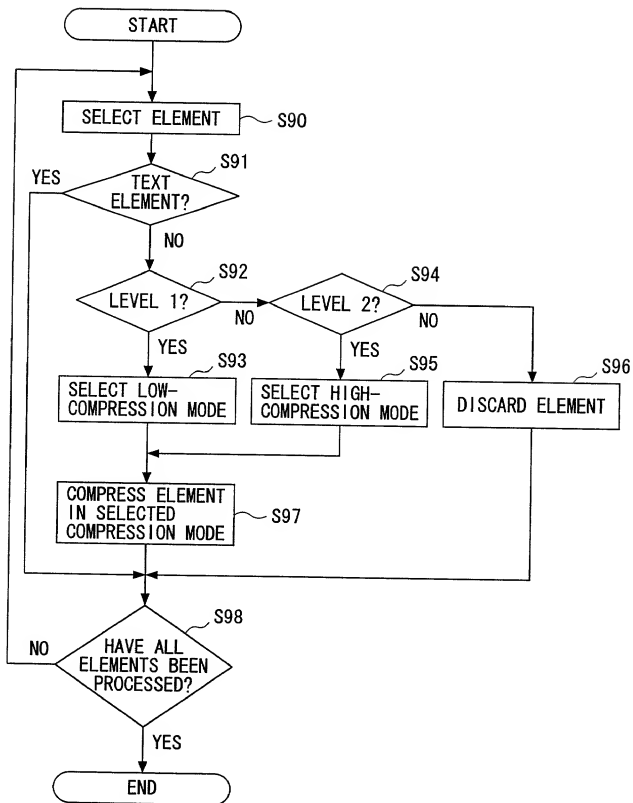 START
SELECT ELEMENT
S90
S91
YES
TEXT
ELEMENT?
NO
S92
S94
LEVEL 1?
LEVEL 2?
NO
NO
YES
YES
S93
S95
S96
SELECT LOW-
COMPRESSION MODE
SELECT HIGH-
COMPRESSION MODE
DISCARD ELEMENT
COMPRESS ELEMENT
IN SELECTED
COMPRESSION MODE
S97
S98
NO
HAVE ALL
ELEMENTS BEEN
PROCESSED?
YES
END